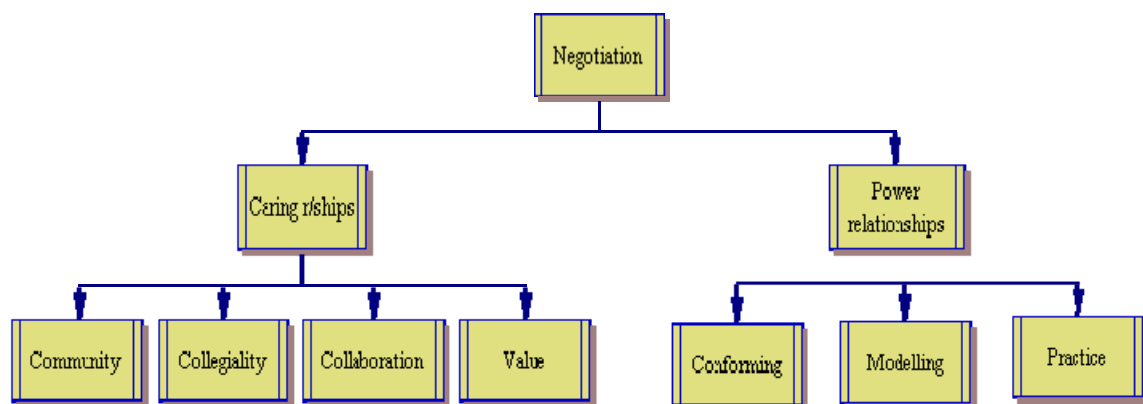 Negotiation
Caring r/ships
Power
relationships
Community
Collegiality
Collaboration
Value
Conforming
Modelling
Practice